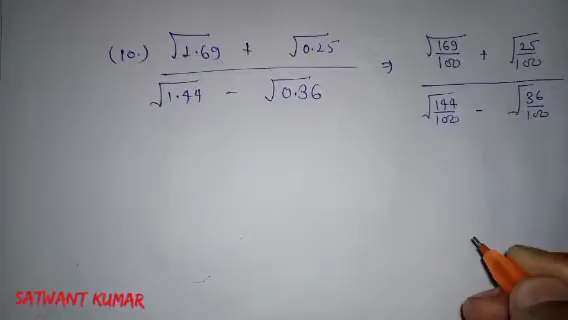 (10.) √1.69 + √0.25 / √1.44 - √0.36 ⇒ √169/100 + √25/100 / √144/100 - √36/100
SATWANT KUMAR